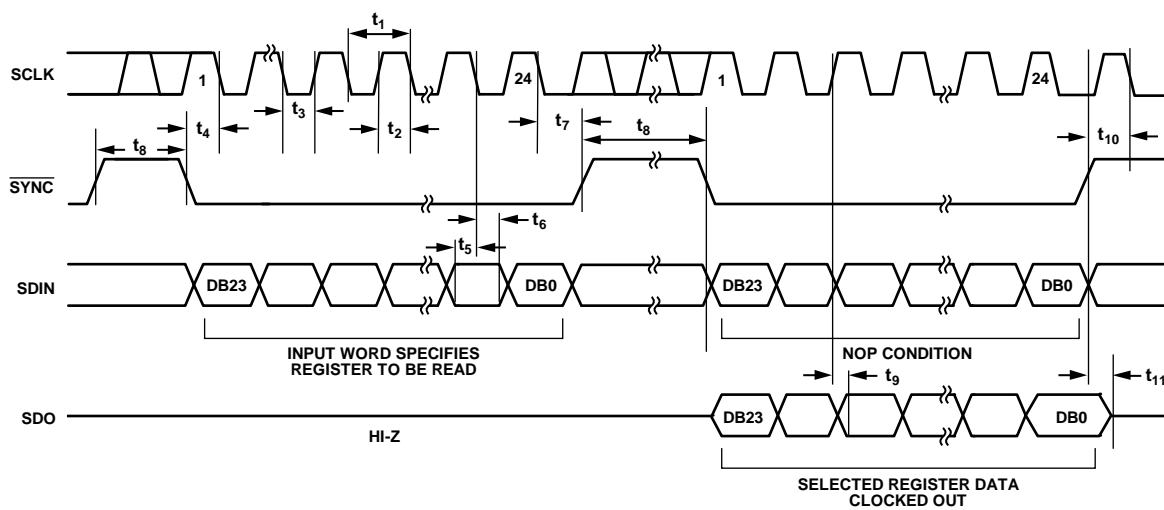 t1
SCLK
1
24
1
24
t3
t2
t4
t7
t8
t10
t8
SYNC
t6
t5
SDIN
DB23
DB0
DB23
DB0
INPUT WORD SPECIFIES
REGISTER TO BE READ
NOP CONDITION
t9
t11
SDO
DB23
DB0
HI-Z
SELECTED REGISTER DATA
CLOCKED OUT